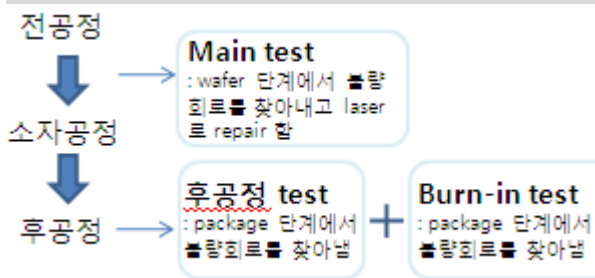 전공정
Main test
: wafer 단계에서 불량
회로를 찾아내고 laser
로 repair 함
소자공정
후공정 test
: package 단계에서
불량회로를 찾아냄
+
Burn-in test
: package 단계에서
불량회로를 찾아냄
후공정